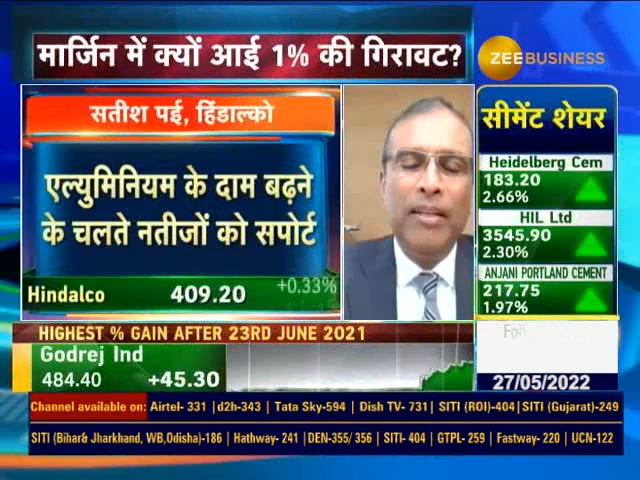 मार्जिन में क्यों आई 1% की गिरावट?
ZEEBUSINESS
सतीश पई, हिंडाल्को
एल्युमिनियम के दाम बढ़ने
के चलते नतीजों को सपोर्ट
Hindalco 409.20 +0.33%
सीमेंट शेयर
Heidelberg Cem
183.20
2.66%
HIL Ltd
3545.90
2.30%
ANJANI PORTLAND CEMENT
217.75
1.97%
HIGHEST % GAIN AFTER 23RD JUNE 2021
Godrej Ind
484.40 +45.30
27/05/2022
Channel available on: Airtel- 331 |d2h-343 | Tata Sky-594 | Dish TV- 731| SITI (ROI)-404|SITI (Gujarat)-249
SITI (Bihar& Jharkhand, WB,Odisha)-186 | Hathway- 241 |DEN-355/ 356 | SITI- 404 | GTPL- 259 | Fastway- 220 | UCN-122